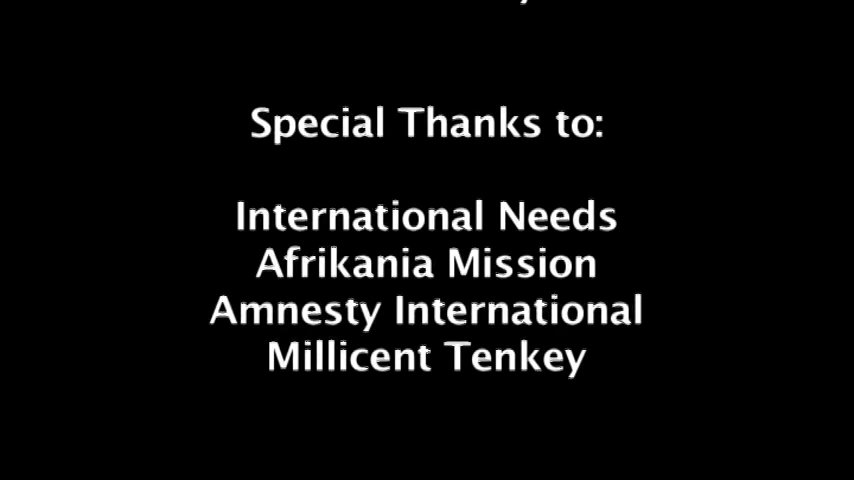 Special Thanks to:
International Needs
Afrikania Mission
Amnesty International
Millicent Tenkey